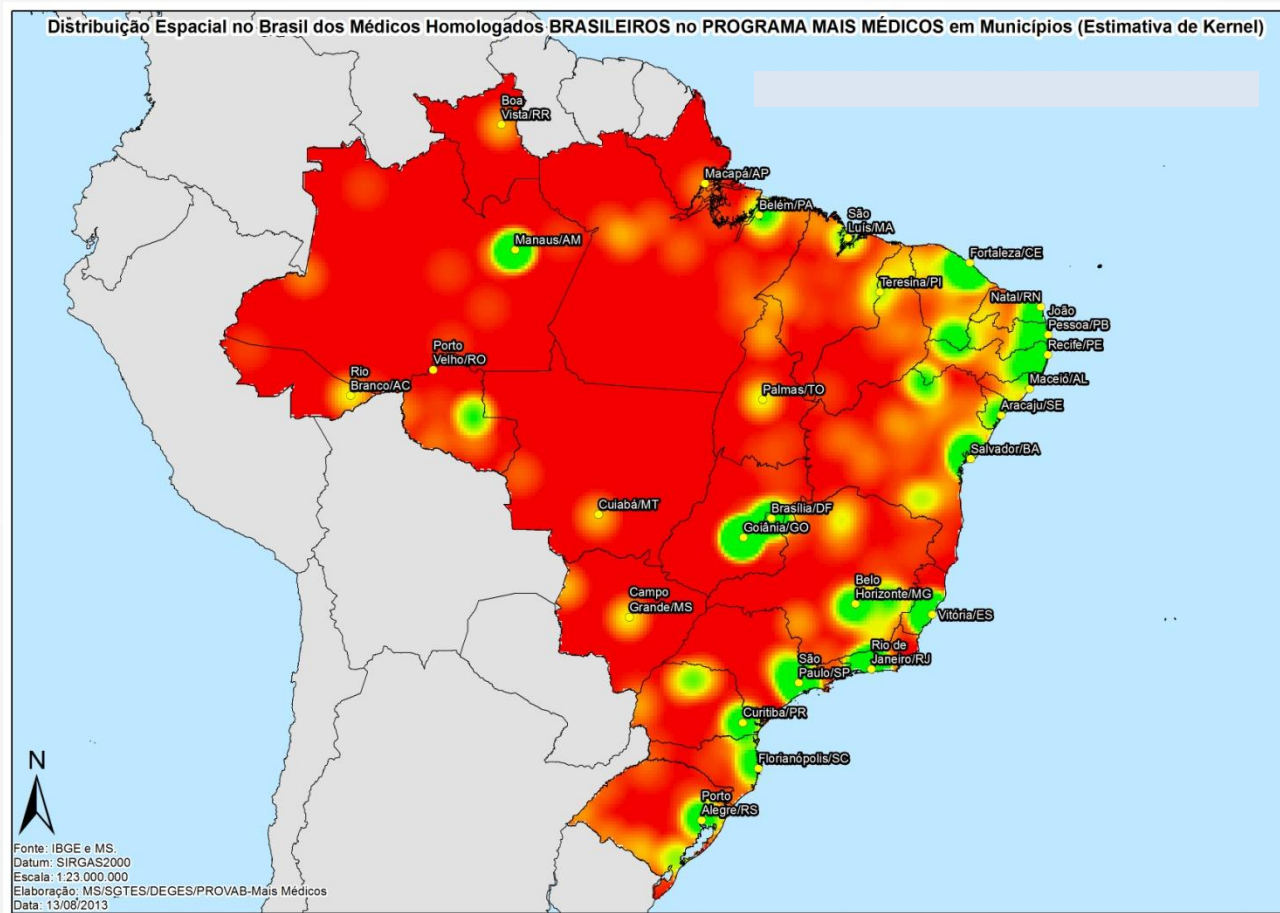 Distribuição Espacial no Brasil dos Médicos Homologados BRASILEIROS no PROGRAMA MAIS MÉDICOS em Municípios (Estimativa de Kernel)
Boa
Vista/RR
Macapá/AP
Belém/PA
São
Luís/MA
Manaus/AM
Fortaleza/CE
Teresina/PI
Natal/RN
João
Pessoa/PB
Recife/PE
Porto
Velho/RO
Rio
Branco/AC
Palmas/TO
Maceió/AL
Aracaju/SE
Salvador/BA
Cuiabá/MT
Brasília/DF
Goiânia/GO
Campo
Grande/MS
Belo
Horizonte/MG
Vitória/ES
Rio de
Janeiro/RJ
São
Paulo/SP
Curitiba/PR
Florianópolis/SC
Porto
Alegre/RS
N
Fonte: IBGE e MS.
Datum: SIRGAS2000
Escala: 1:23.000.000
Elaboração: MS/SGTES/DEGES/PROVAB-Mais Médicos
Data: 13/08/2013